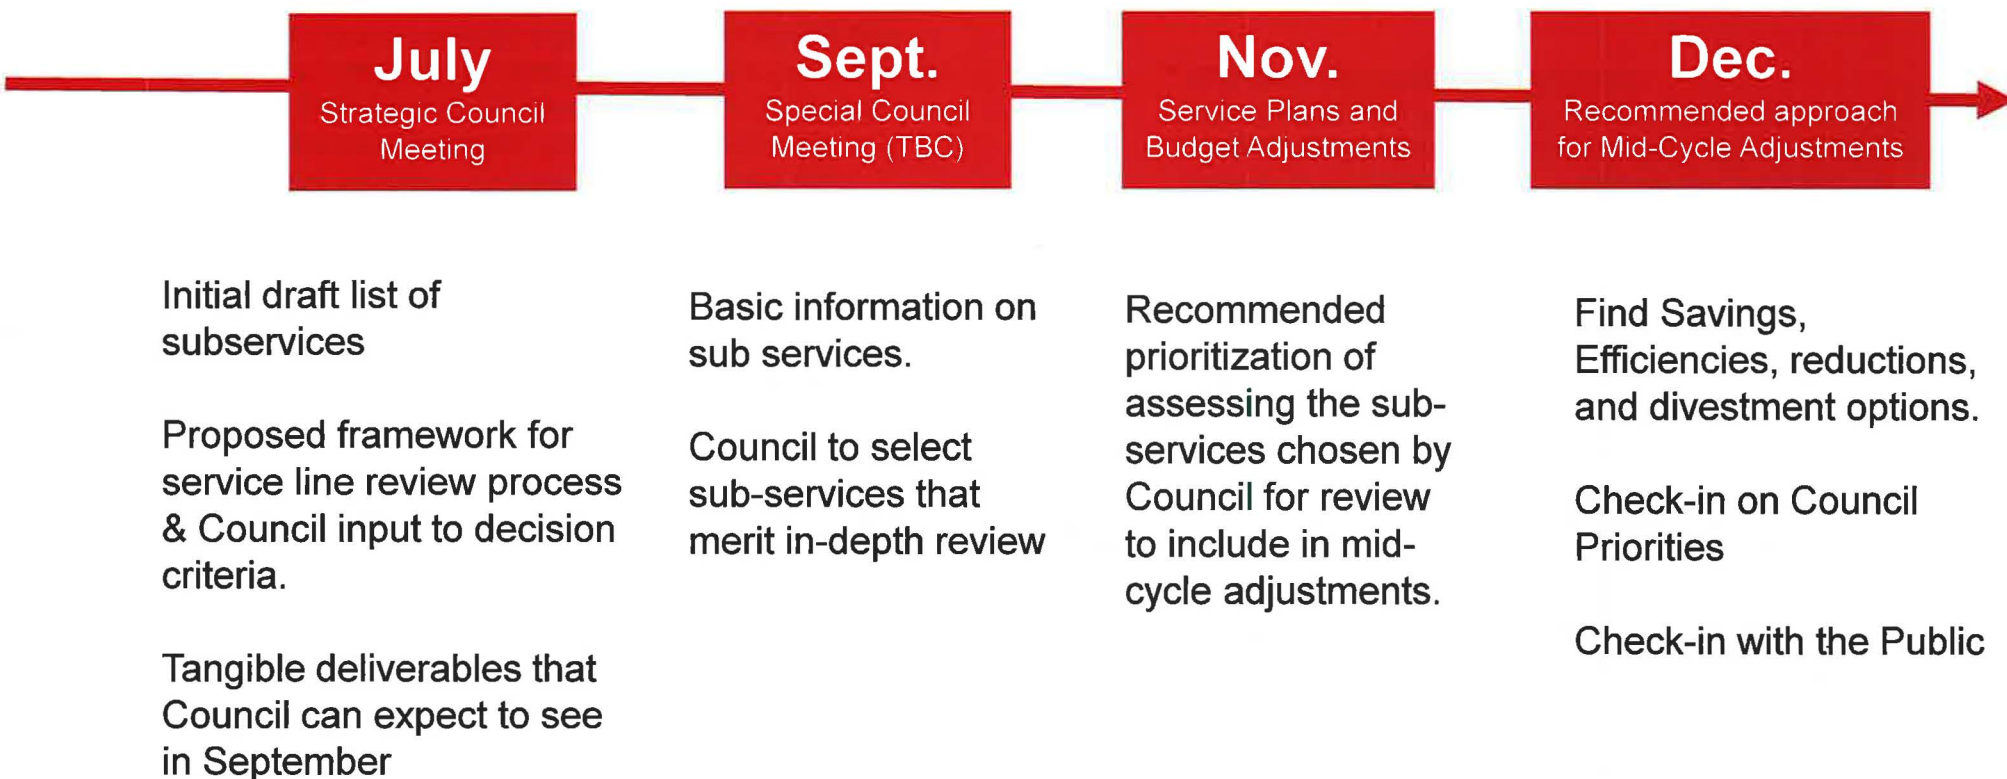 July
Strategic Council
Meeting
Sept.
Special Council
Meeting (TBC)
Nov.
Service Plans and
Budget Adjustments
Dec.
Recommended approach
for Mid-Cycle Adjustments
Initial draft list of
subservices
Proposed framework for
service line review process
& Council input to decision
criteria.
Tangible deliverables that
Council can expect to see
in September
Basic information on
sub services.
Council to select
sub-services that
merit in-depth review
Recommended
prioritization of
assessing the sub-
services chosen by
Council for review
to include in mid-
cycle adjustments.
Find Savings,
Efficiencies, reductions,
and divestment options.
Check-in on Council
Priorities
Check-in with the Public